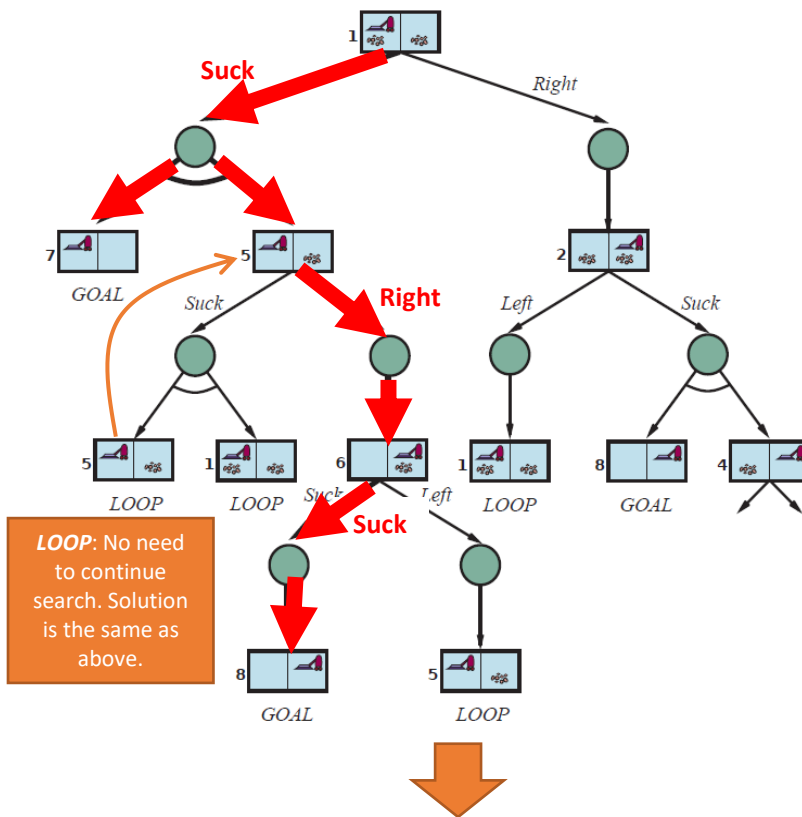 1
Suck
Right
7
5
2
GOAL
Suck
Right
Left
Suck
5
1
6
1
8
4
LOOP
LOOP
Suck
Left
LOOP
GOAL
Suck
LOOP: No need
to continue
search. Solution
is the same as
above.
8
5
GOAL
LOOP